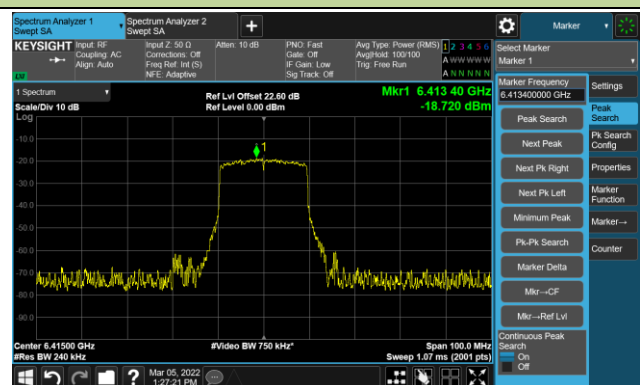 Spectrum Analyzer 1
Swept SA
Spectrum Analyzer 2
Swept SA
+
Marker
KEYSIGHT
Input: RF
Coupling: AC
Align: Auto
Input Z: 50 Ω
Corrections: Off
Freq Ref: Int (S)
NFE: Adaptive
Atten: 10 dB
PNO: Fast
Gate: Off
IF Gain: Low
Sig Track: Off
Avg Type: Power (RMS)
Avg|Hold: 100/100
Trig: Free Run
1 2 3 4 5 6
A W W W W W
A N N N N N
LXI
Select Marker
Marker 1
1 Spectrum
Scale/Div 10 dB
Log
Ref Lvl Offset 22.60 dB
Ref Level 0.00 dBm
Mkr1 6.413 40 GHz
-18.720 dBm
1
-10.0
-20.0
-30.0
-40.0
-50.0
-60.0
-70.0
-80.0
-90.0
Center 6.41500 GHz
#Res BW 240 kHz
#Video BW 750 kHz*
Span 100.0 MHz
Sweep 1.07 ms (2001 pts)
Marker Frequency
6.413400000 GHz
Peak Search
Next Peak
Next Pk Right
Next Pk Left
Minimum Peak
Pk-Pk Search
Marker Delta
Mkr→CF
Mkr→Ref Lvl
Continuous Peak
Search
On
Off
Settings
Peak
Search
Pk Search
Config
Properties
Marker
Function
Marker→
Counter
?
Mar 05, 2022
1:27:21 PM